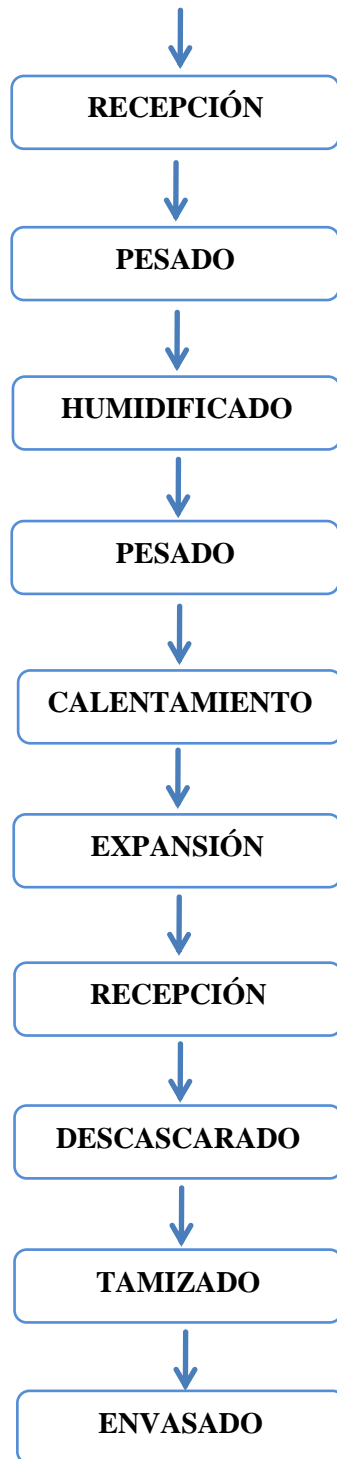 RECEPCIÓN
PESADO
HUMIDIFICADO
PESADO
CALENTAMIENTO
EXPANSIÓN
RECEPCIÓN
DESCASCARADO
TAMIZADO
ENVASADO